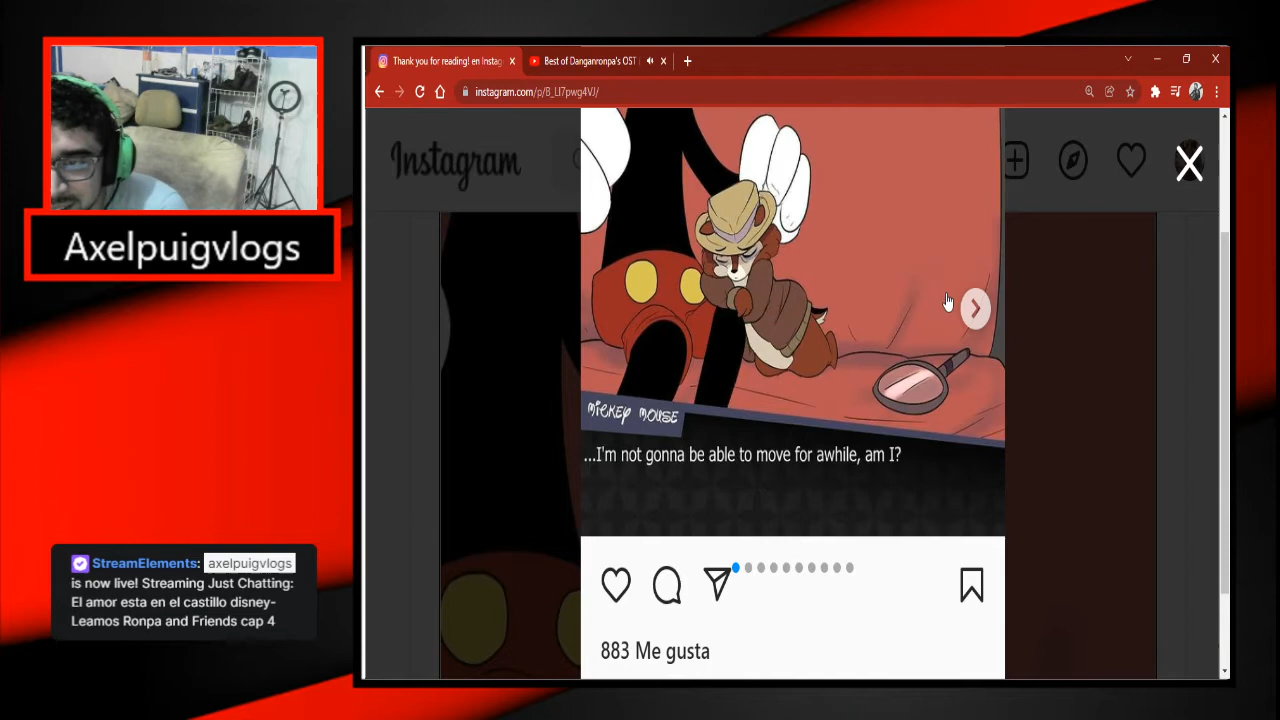 Thank you for reading! en Instag
Best of Danganronpa's OST
instagram.com/p/B_LI7pwg4VJ/
Instagram
Axelpuigvlogs
MICKEY MOUSE
...I'm not gonna be able to move for awhile, am I?
StreamElements: axelpuigvlogs
is now live! Streaming Just Chatting:
El amor esta en el castillo disney-
Leamos Ronpa and Friends cap 4
883 Me gusta